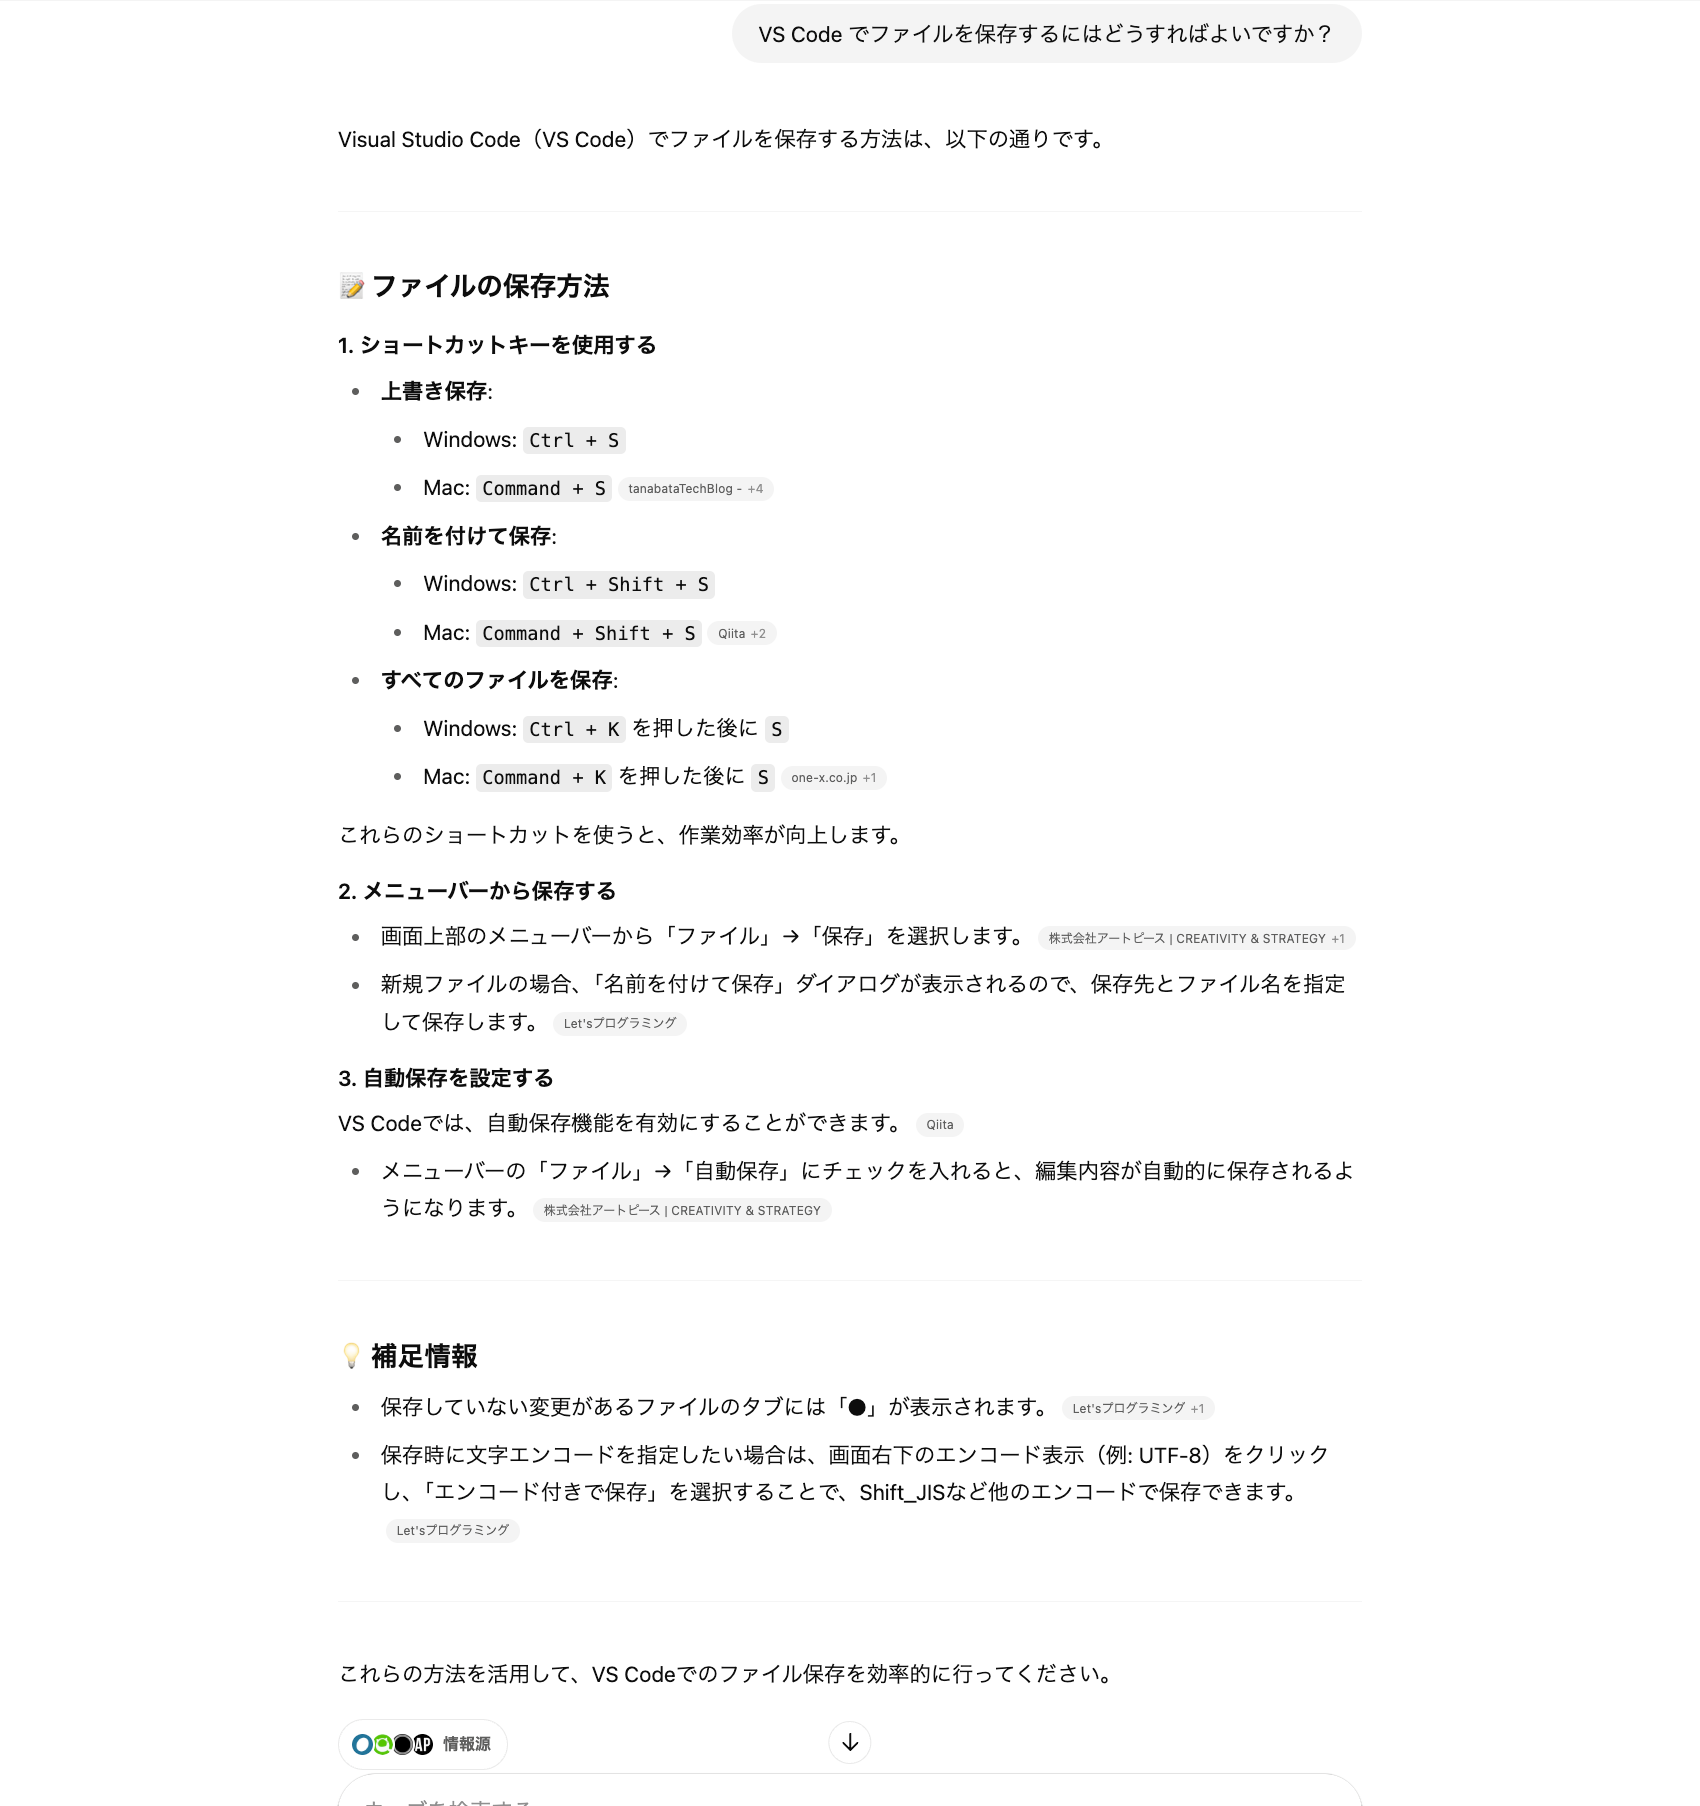 VS Code でファイルを保存するにはどうすればよいですか？
Visual Studio Code（VS Code）でファイルを保存する方法は、以下の通りです。
📝 ファイルの保存方法
1. ショートカットキーを使用する
• 上書き保存:
• Windows: Ctrl + S
• Mac: Command + S tanabataTechBlog - +4
• 名前を付けて保存:
• Windows: Ctrl + Shift + S
• Mac: Command + Shift + S Qiita +2
• すべてのファイルを保存:
• Windows: Ctrl + K を押した後に S
• Mac: Command + K を押した後に S one-x.co.jp +1
これらのショートカットを使うと、作業効率が向上します。
2. メニューバーから保存する
• 画面上部のメニューバーから「ファイル」→「保存」を選択します。 株式会社アートピース | CREATIVITY & STRATEGY +1
• 新規ファイルの場合、「名前を付けて保存」ダイアログが表示されるので、保存先とファイル名を指定
して保存します。 Let'sプログラミング
3. 自動保存を設定する
VS Codeでは、自動保存機能を有効にすることができます。 Qiita
• メニューバーの「ファイル」→「自動保存」にチェックを入れると、編集内容が自動的に保存されるよ
うになります。 株式会社アートピース | CREATIVITY & STRATEGY
💡 補足情報
• 保存していない変更があるファイルのタブには「●」が表示されます。 Let'sプログラミング +1
• 保存時に文字エンコードを指定したい場合は、画面右下のエンコード表示（例: UTF-8）をクリック
し、「エンコード付きで保存」を選択することで、Shift_JISなど他のエンコードで保存できます。
Let'sプログラミング
これらの方法を活用して、VS Codeでのファイル保存を効率的に行ってください。
AP 情報源